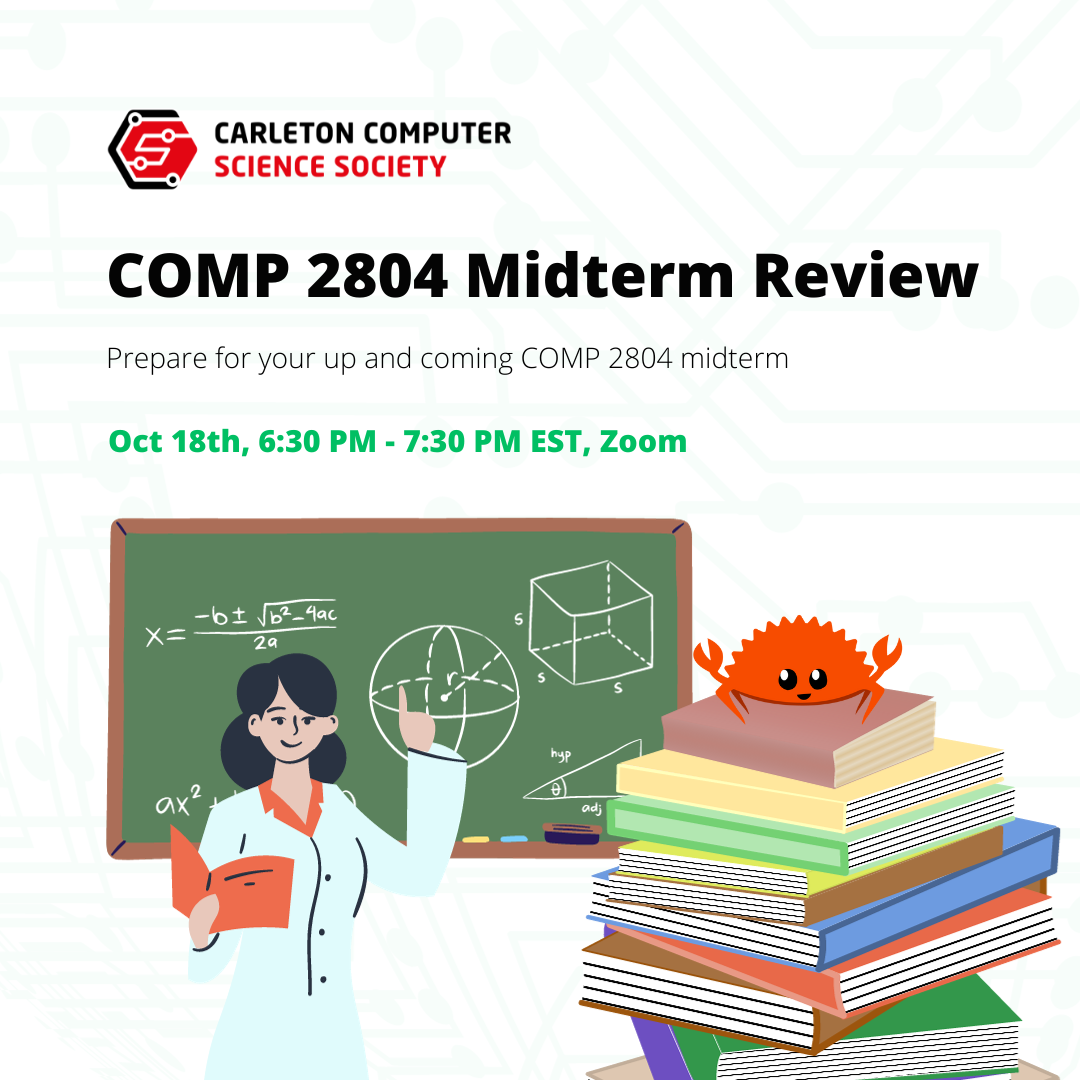 CARLETON COMPUTER
SCIENCE SOCIETY
COMP 2804 Midterm Review
Prepare for your up and coming COMP 2804 midterm
Oct 18th, 6:30 PM - 7:30 PM EST, Zoom
x = -b ± √b²-4ac
2a
r
s
s
s
hyp
θ
adj
ax²